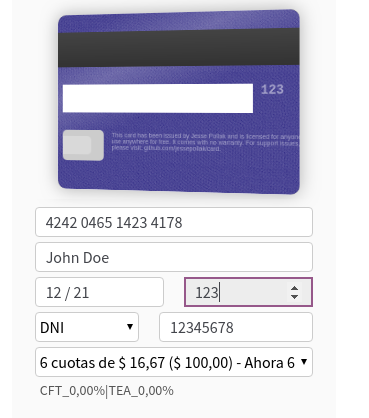 123
This card has been issued by Jesse Pollak and is licensed for anyone
use anywhere for free. It comes with no warranty. For support issues,
please visit: github.com/jessepollak/card.
4242 0465 1423 4178
John Doe
12 / 21
123
DNI
12345678
6 cuotas de $ 16,67 ($ 100,00) - Ahora 6
CFT_0,00%|TEA_0,00%